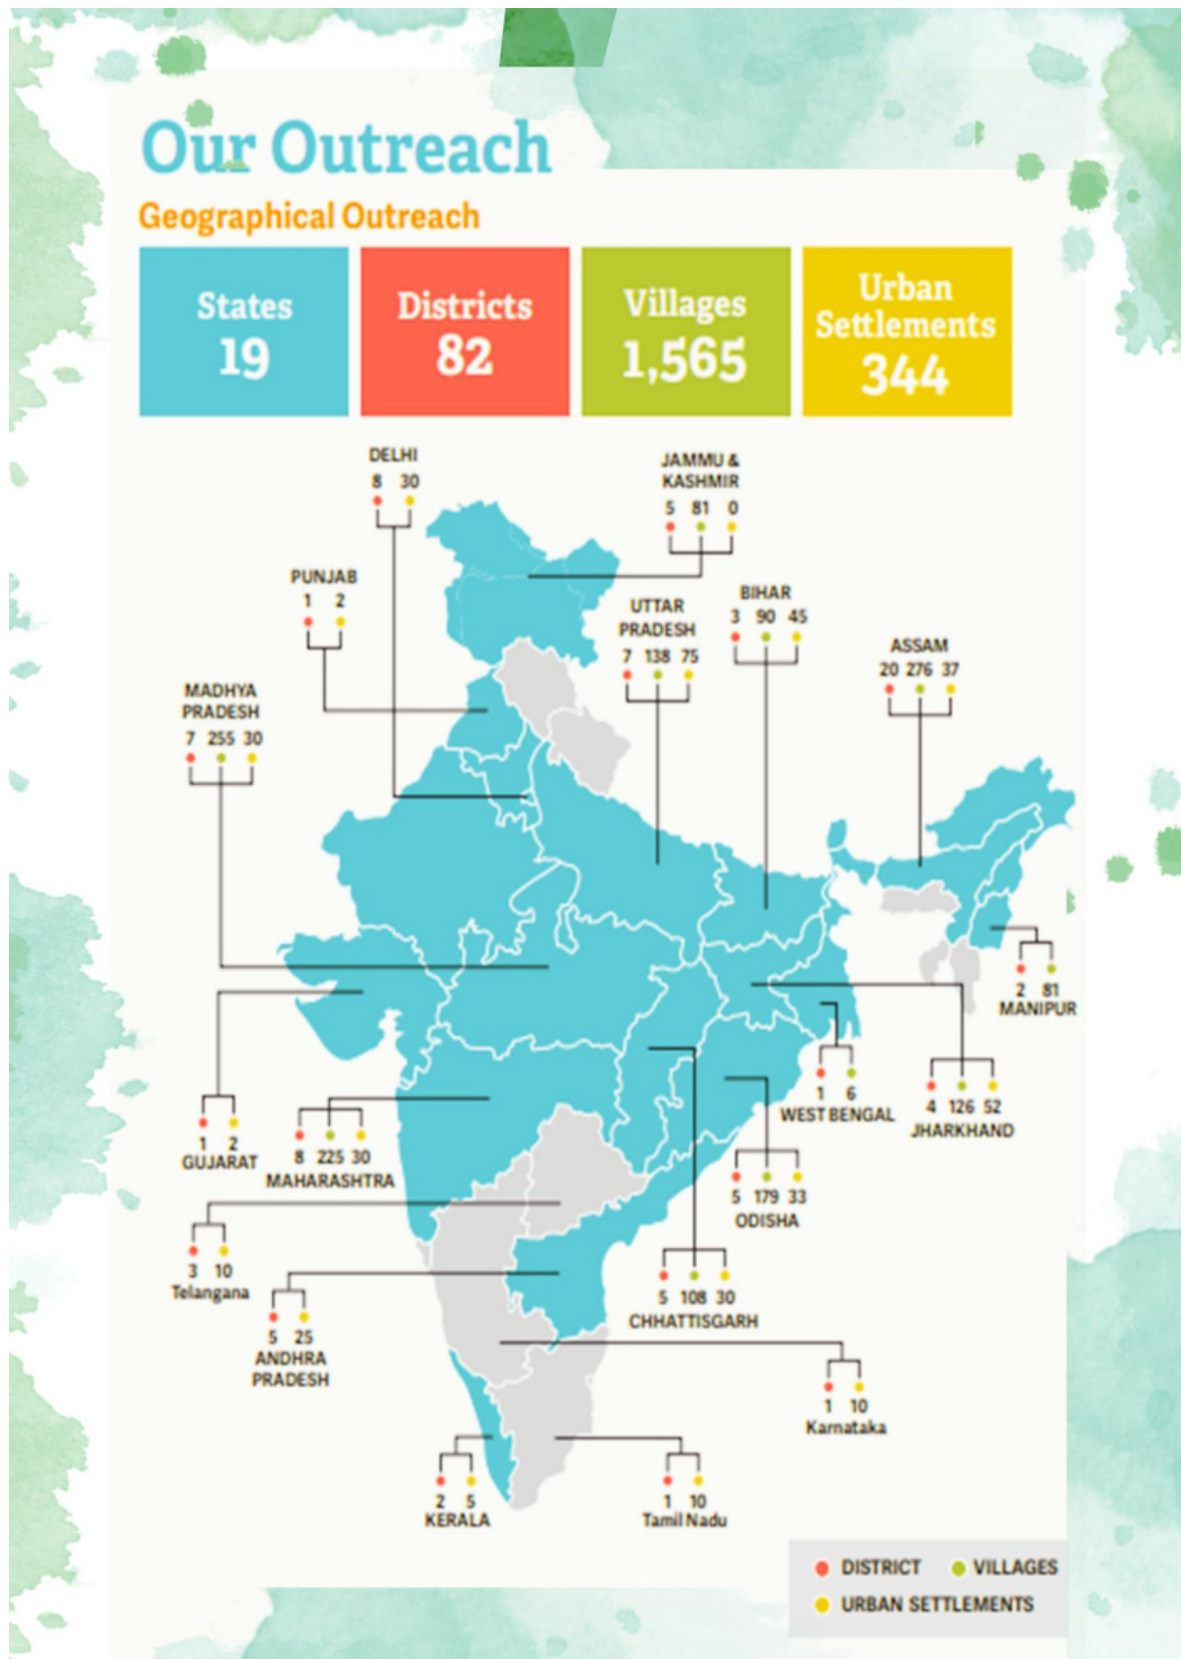 Our Outreach
Geographical Outreach
States
19
Districts
82
Villages
1,565
Urban
Settlements
344
DELHI
8 30
JAMMU &
KASHMIR
5 81 0
PUNJAB
1 2
UTTAR
PRADESH
7 138 75
BIHAR
3 90 45
ASSAM
20 276 37
MADHYA
PRADESH
7 255 30
2 81
MANIPUR
1 6
WEST BENGAL
4 126 52
JHARKHAND
1 2
GUJARAT
8 225 30
MAHARASHTRA
5 179 33
ODISHA
3 10
Telangana
5 108 30
CHHATTISGARH
5 25
ANDHRA
PRADESH
1 10
Karnataka
2 5
KERALA
1 10
Tamil Nadu
DISTRICT VILLAGES
URBAN SETTLEMENTS